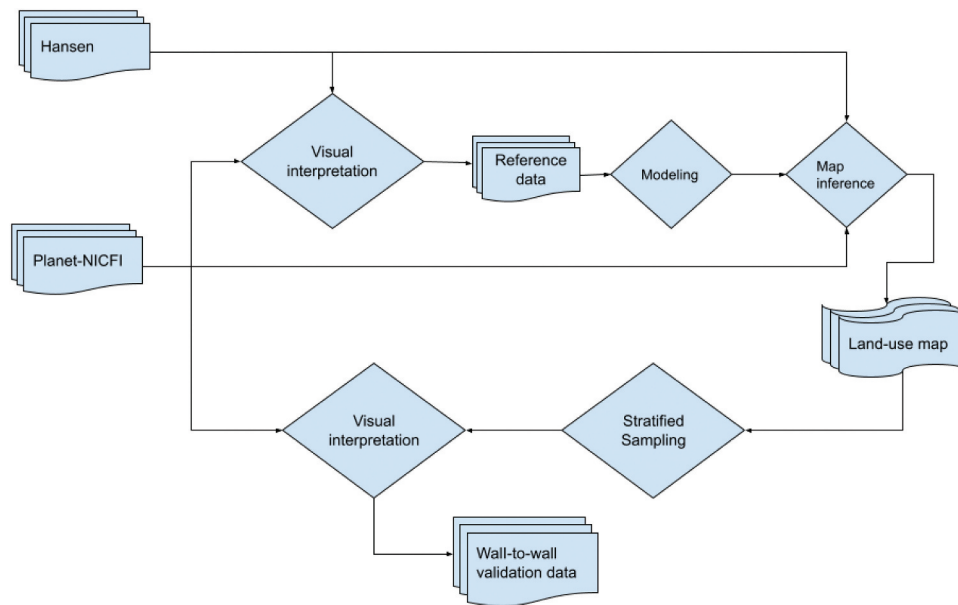 Hansen
Visual
interpretation
Reference
data
Modeling
Map
inference
Planet-NICFI
Land-use map
Visual
interpretation
Stratified
Sampling
Wall-to-wall
validation data